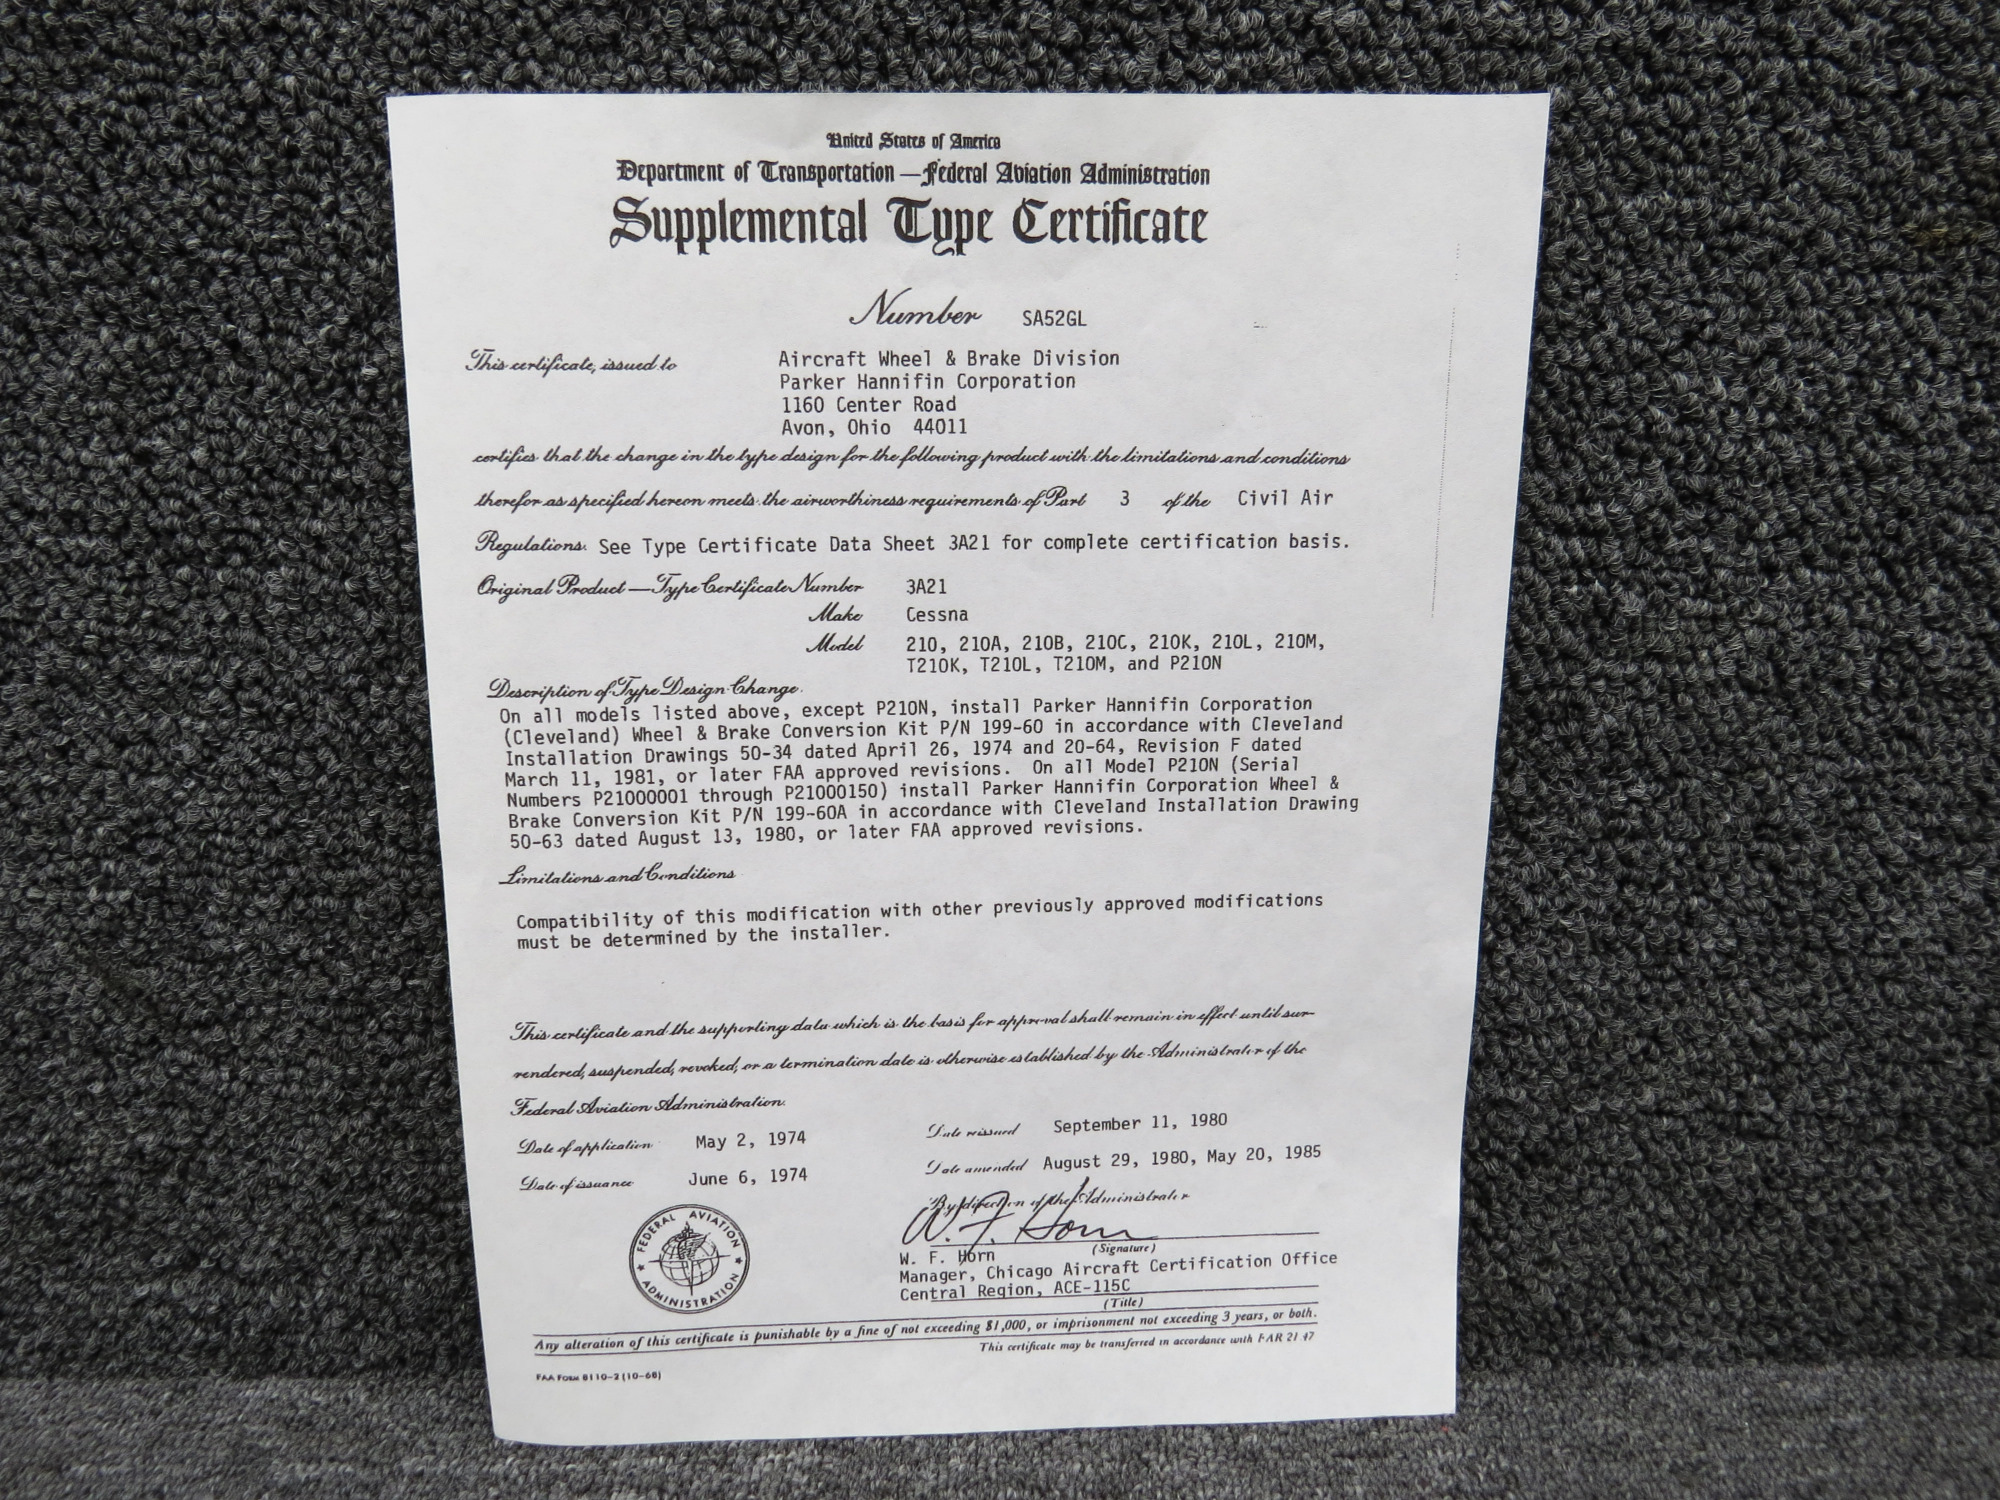 United States of America
Department of Transportation—Federal Aviation Administration
Supplemental Type Certificate
Number SA52GL
This certificate, issued to Aircraft Wheel & Brake Division
Parker Hannifin Corporation
1160 Center Road
Avon, Ohio 44011
certifies that the change in the type design for the following product with the limitations and conditions
therefor as specified hereon meets the airworthiness requirements of Part 3 of the Civil Air
Regulations. See Type Certificate Data Sheet 3A21 for complete certification basis.
Original Product—Type Certificate Number 3A21
Make Cessna
Model 210, 210A, 210B, 210C, 210K, 210L, 210M,
T210K, T210L, T210M, and P210N
Description of Type Design Change.
On all models listed above, except P210N, install Parker Hannifin Corporation
(Cleveland) Wheel & Brake Conversion Kit P/N 199-60 in accordance with Cleveland
Installation Drawings 50-34 dated April 26, 1974 and 20-64, Revision F dated
March 11, 1981, or later FAA approved revisions. On all Model P210N (Serial
Numbers P21000001 through P21000150) install Parker Hannifin Corporation Wheel &
Brake Conversion Kit P/N 199-60A in accordance with Cleveland Installation Drawing
50-63 dated August 13, 1980, or later FAA approved revisions.
Limitations and Conditions
Compatibility of this modification with other previously approved modifications
must be determined by the installer.
This certificate and the supporting data which is the basis for approval shall remain in effect until sur-
rendered, suspended, revoked, or a termination date is otherwise established by the Administrator of the
Federal Aviation Administration.
Date of application May 2, 1974 Date reissued September 11, 1980
Date of issuance June 6, 1974 Date amended August 29, 1980, May 20, 1985
By direction of the Administrator
W. F. Horn
(Signature)
W. F. Horn
Manager, Chicago Aircraft Certification Office
Central Region, ACE-115C
(Title)
FEDERAL AVIATION ADMINISTRATION
Any alteration of this certificate is punishable by a fine of not exceeding $1,000, or imprisonment not exceeding 3 years, or both.
This certificate may be transferred in accordance with FAR 21.47
FAA FORM 8110-2 (10-68)